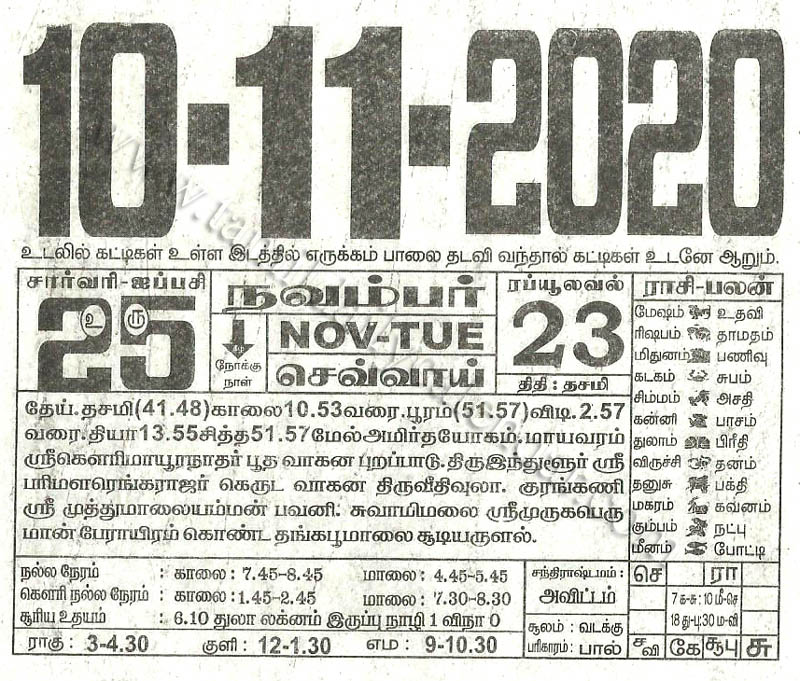 10-11-2020
உடலில் கட்டிகள் உள்ள இடத்தில் எருக்கம் பாலை தடவி வந்தால் கட்டிகள் உடனே ஆறும்.
சார்வரி-ஐப்பசி
25
உ ரு
கீழ்
நோக்கு
நாள்
நவம்பர்
NOV-TUE
செவ்வாய்
ரப்யூலவல்
23
திதி : தசமி
ராசி-பலன்
மேஷம் உதவி
ரிஷபம் தாமதம்
மிதுனம் பணிவு
கடகம் சுபம்
சிம்மம் அசதி
கன்னி பாசம்
துலாம் பிரீதி
விருச்சி தனம்
தனுசு பக்தி
மகரம் கவனம்
கும்பம் நட்பு
மீனம் போட்டி
தேய்.தசமி(41.48)காலை10.53வரை.பூரம்(51.57)விடி.2.57
வரை.தியா13.55சித்த51.57மேல்அமிர்தயோகம்.மாயவரம்
ஸ்ரீகௌரிமாயூரநாதர் பூத வாகன புறப்பாடு.திருஇந்துளூர் ஸ்ரீ
பரிமளரெங்கராஜர் கெருட வாகன திருவீதிவுலா. குரங்கணி
ஸ்ரீ முத்துமாலையம்மன் பவனி. சுவாமிமலை ஸ்ரீமுருகபெரு
மான் பேராயிரம் கொண்ட தங்கபூமாலை சூடியருளல்.
நல்ல நேரம் : காலை : 7.45-8.45 மாலை : 4.45-5.45
கௌரி நல்ல நேரம் : காலை : 1.45-2.45 மாலை : 7.30-8.30
சூரிய உதயம் : 6.10 துலா லக்னம் இருப்பு நாழி 1 விநா 0
ராகு : 3-4.30 குளி : 12-1.30 எம : 9-10.30
சந்திராஷ்டமம் :
அவிட்டம்
சூலம் : வடக்கு
பரிகாரம் : பால்
செ ரா
7 க-சு : 10 மீ-செ
18 து-பு : 30 ம-வி
ச வி கே சூபு சு